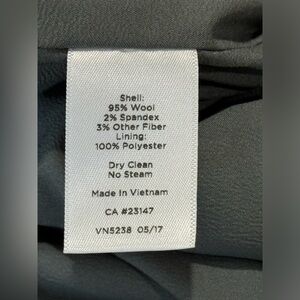 Shell:
95% Wool
2% Spandex
3% Other Fiber
Lining:
100% Polyester
Dry Clean
No Steam
Made In Vietnam
CA #23147
VN5238 05/17